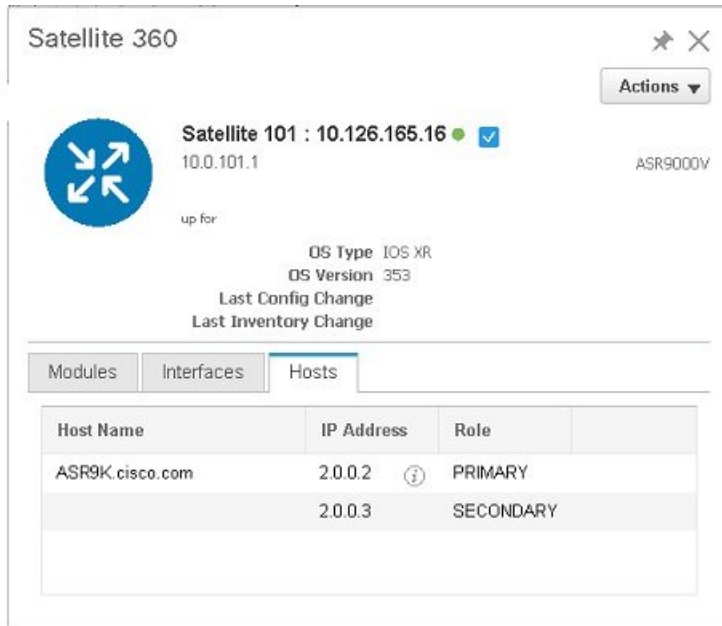 Satellite 360
Actions
Satellite 101 : 10.126.165.16
10.0.101.1
ASR9000V
up for
OS Type IOS XR
OS Version 353
Last Config Change
Last Inventory Change
Modules Interfaces Hosts
Host Name IP Address Role
ASR9K.cisco.com 2.0.0.2 i PRIMARY
2.0.0.3 SECONDARY